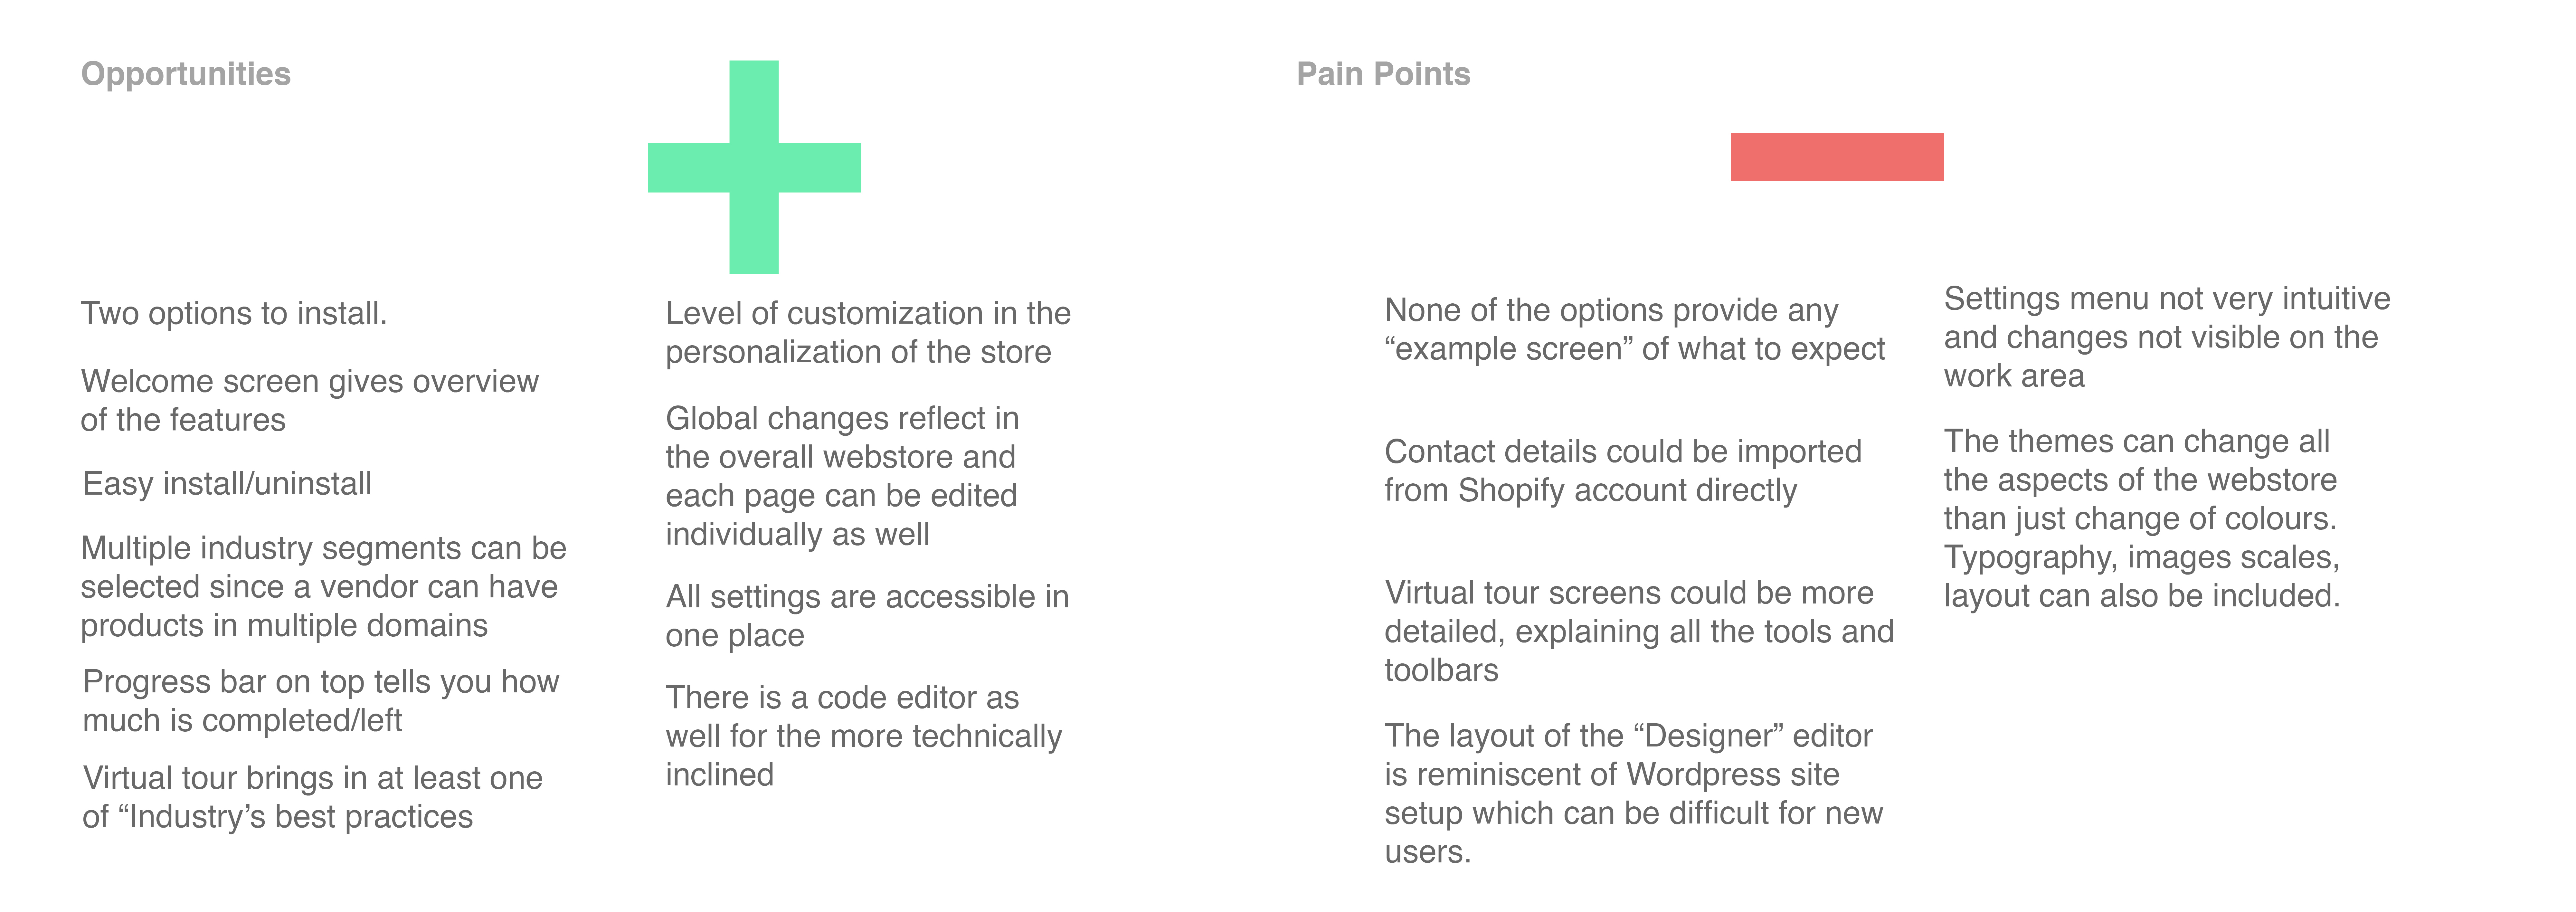 Opportunities
Two options to install.
Welcome screen gives overview
of the features
Easy install/uninstall
Multiple industry segments can be
selected since a vendor can have
products in multiple domains
Progress bar on top tells you how
much is completed/left
Virtual tour brings in at least one
of “Industry’s best practices
Level of customization in the
personalization of the store
Global changes reflect in
the overall webstore and
each page can be edited
individually as well
All settings are accessible in
one place
There is a code editor as
well for the more technically
inclined
Pain Points
None of the options provide any
“example screen” of what to expect
Contact details could be imported
from Shopify account directly
Virtual tour screens could be more
detailed, explaining all the tools and
toolbars
The layout of the “Designer” editor
is reminiscent of Wordpress site
setup which can be difficult for new
users.
Settings menu not very intuitive
and changes not visible on the
work area
The themes can change all
the aspects of the webstore
than just change of colours.
Typography, images scales,
layout can also be included.